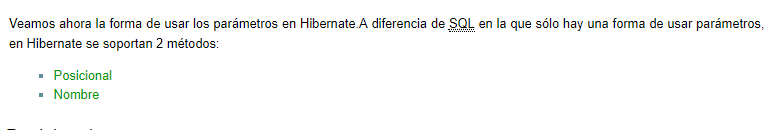 Veamos ahora la forma de usar los parámetros en Hibernate.A diferencia de SQL en la que sólo hay una forma de usar parámetros,
en Hibernate se soportan 2 métodos:
Posicional
Nombre